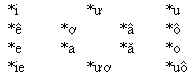 *i *ư *u
*ê *ơ *â *ô
*e *a *ă *o
*ie *ươ *uô